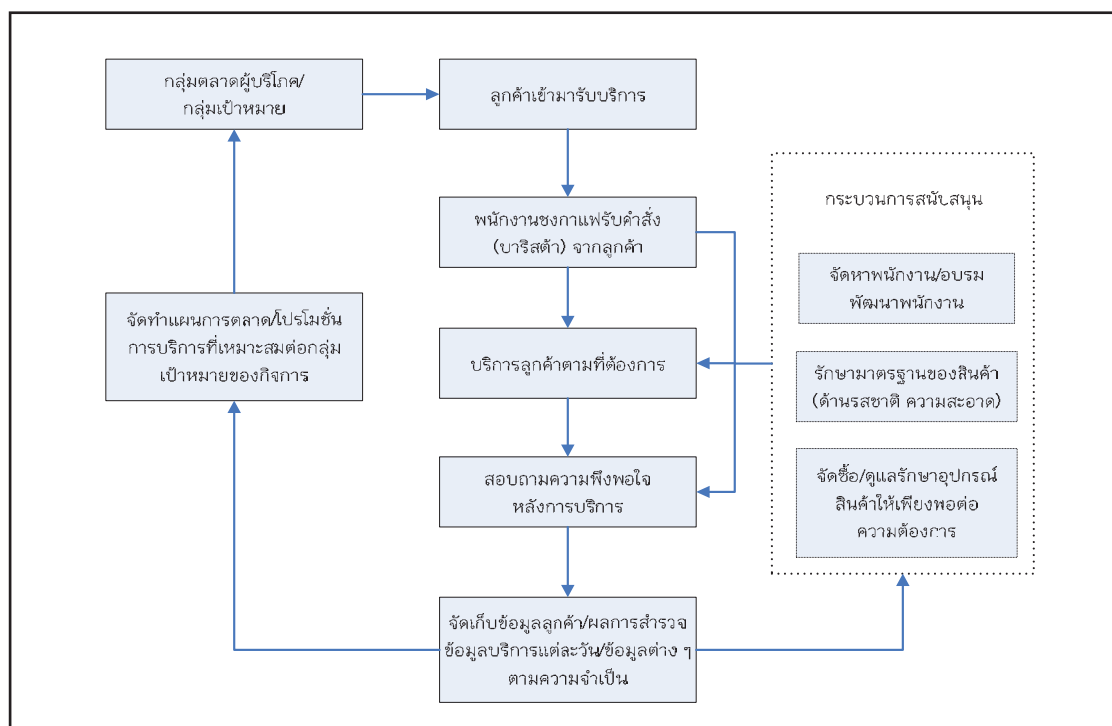 กลุ่มตลาดผู้บริโภค/
กลุ่มเป้าหมาย
ลูกค้าเข้ามารับบริการ
พนักงานชงกาแฟรับคำสั่ง
(บาริสต้า) จากลูกค้า
บริการลูกค้าตามที่ต้องการ
สอบถามความพึงพอใจ
หลังการบริการ
จัดเก็บข้อมูลลูกค้า/ผลการสำรวจ
ข้อมูลบริการแต่ละวัน/ข้อมูลต่าง ๆ
ตามความจำเป็น
จัดทำแผนการตลาด/โปรโมชั่น
การบริการที่เหมาะสมต่อกลุ่ม
เป้าหมายของกิจการ
กระบวนการสนับสนุน
จัดหาพนักงาน/อบรม
พัฒนาพนักงาน
รักษามาตรฐานของสินค้า
(ด้านรสชาติ ความสะอาด)
จัดซื้อ/ดูแลรักษาอุปกรณ์
สินค้าให้เพียงพอต่อ
ความต้องการ